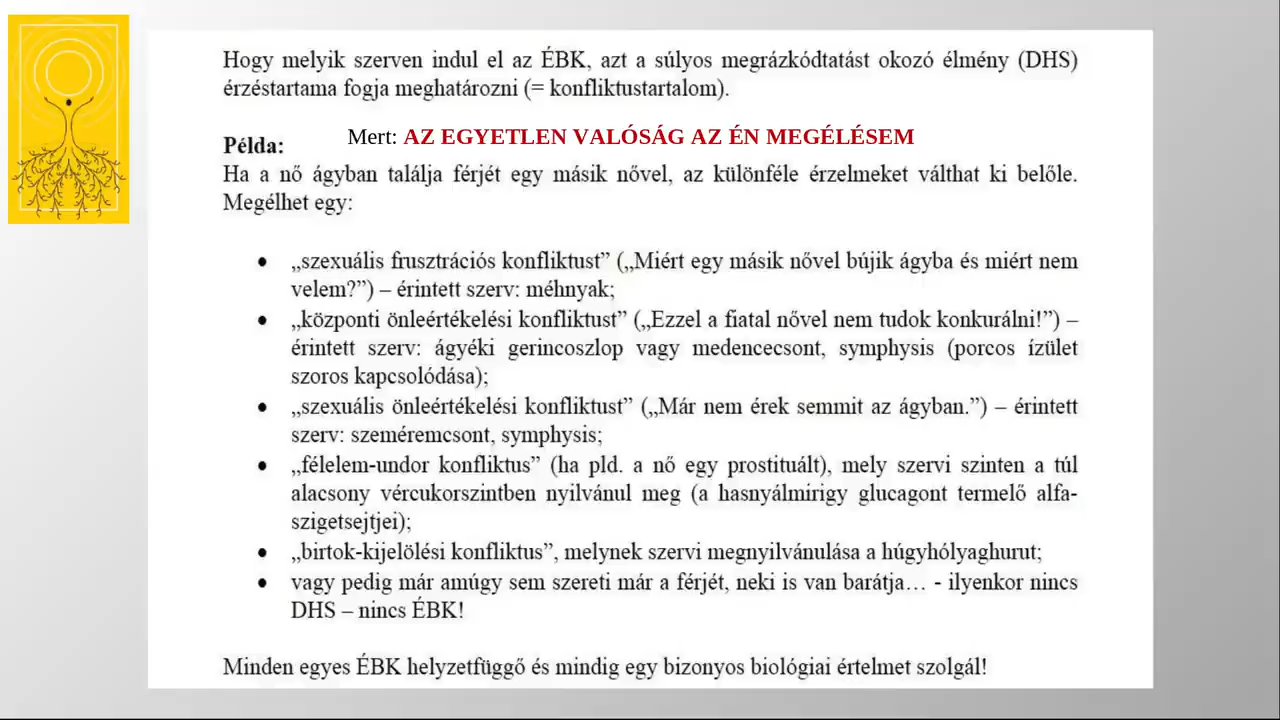 Hogy melyik szerven indul el az ÉBK, azt a súlyos megrázkódtatást okozó élmény (DHS)
érzéstartama fogja meghatározni (= konfliktustartalom).
Mert: AZ EGYETLEN VALÓSÁG AZ ÉN MEGÉLÉSEM
Példa:
Ha a nő ágyban találja férjét egy másik nővel, az különféle érzelmeket válthat ki belőle.
Megélhet egy:
• „szexuális frusztrációs konfliktust” („Miért egy másik nővel bújik ágyba és miért nem
velem?”) – érintett szerv: méhnyak;
• „központi önleértékelési konfliktust” („Ezzel a fiatal nővel nem tudok konkurálni!”) –
érintett szerv: ágyéki gerincoszlop vagy medencecsont, symphysis (porcos ízület
szoros kapcsolódása);
• „szexuális önleértékelési konfliktust” („Már nem érek semmit az ágyban.”) – érintett
szerv: szeméremcsont, symphysis;
• „félelem-undor konfliktus” (ha pld. a nő egy prostituált), mely szervi szinten a túl
alacsony vércukorszintben nyilvánul meg (a hasnyálmirigy glucagont termelő alfa-
szigetsejtjei);
• „birtok-kijelölési konfliktus”, melynek szervi megnyilvánulása a húgyhólyaghurut;
• vagy pedig már amúgy sem szereti már a férjét, neki is van barátja… - ilyenkor nincs
DHS – nincs ÉBK!
Minden egyes ÉBK helyzetfüggő és mindig egy bizonyos biológiai értelmet szolgál!